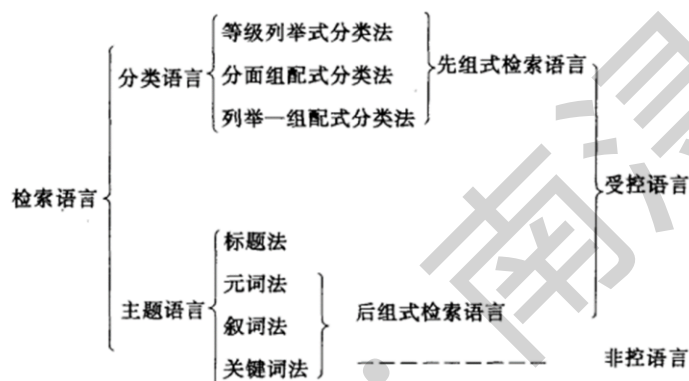 等级列举式分类法
分类语言
分面组配式分类法
先组式检索语言
列举—组配式分类法
检索语言
受控语言
标题法
元词法
主题语言
后组式检索语言
叙词法
关键词法
非控语言
南